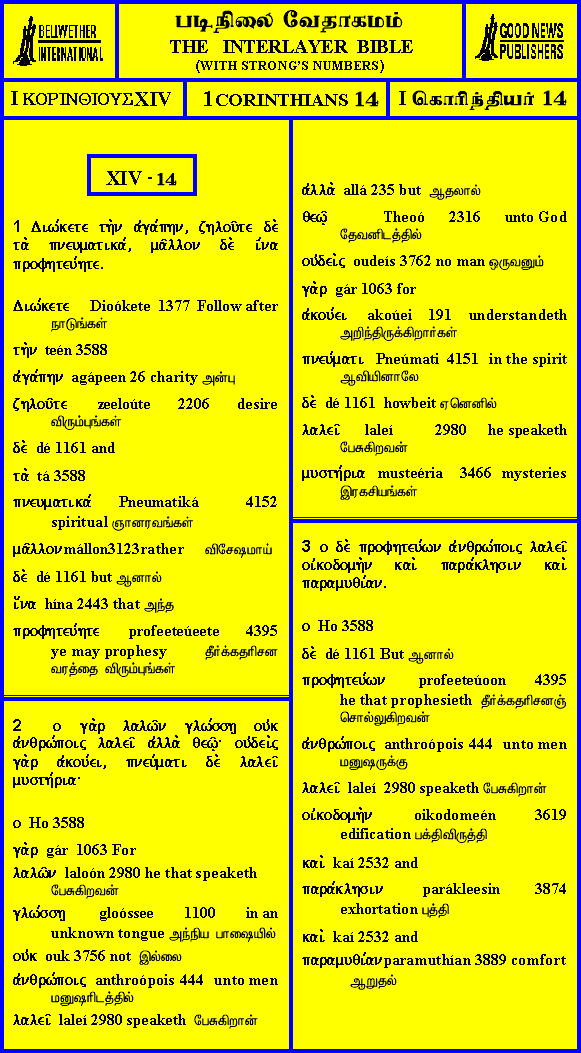 BELLWETHER
INTERNATIONAL
படிநிலை வேதாகமம்
THE INTERLAYER BIBLE
(WITH STRONG'S NUMBERS)
GOOD NEWS
PUBLISHERS
I ΚΟΡΙΝΘΙΟΥΣ XIV
1 CORINTHIANS 14
I கொரிந்தியர் 14
XIV - 14
1 Διώκετε τὴν ἀγάπην, ζηλοῦτε δὲ
τὰ πνευματικά, μᾶλλον δὲ ἵνα
προφητεύητε.
Διώκετε Dioókete 1377 Follow after
நாடுங்கள்
τὴν teén 3588
ἀγάπην agápeen 26 charity அன்பு
ζηλοῦτε zeeloúte 2206 desire
விரும்புங்கள்
δὲ dé 1161 and
τὰ tá 3588
πνευματικά Pneumatiká 4152
spiritual ஞானரவங்கள்
μᾶλλον mállon3123rather விசேஷமாய்
δὲ dé 1161 but ஆனால்
ἵνα hína 2443 that அந்த
προφητεύητε profeeteúeete 4395
ye may prophesy தீர்க்கதரிசன
வரத்தை விரும்புங்கள்
2 ο γὰρ λαλῶν γλώσσῃ οὐκ
ἀνθρώποις λαλεῖ ἀλλὰ θεῷ· οὐδεὶς
γὰρ ἀκούει, πνεύματι δὲ λαλεῖ
μυστήρια·
ο Ho 3588
γὰρ gár 1063 For
λαλῶν laloón 2980 he that speaketh
பேசுகிறவன்
γλώσσῃ gloóssee 1100 in an
unknown tongue அந்நிய பாஷையில்
οὐκ ouk 3756 not இல்லை
ἀνθρώποις anthroópois 444 unto men
மனுஷரிடத்தில்
λαλεῖ laleí 2980 speaketh பேசுகிறான்
ἀλλὰ allá 235 but ஆதலால்
θεῷ Theoó 2316 unto God
தேவனிடத்தில்
οὐδεὶς oudeís 3762 no man ஒருவனும்
γὰρ gár 1063 for
ἀκούει akoúei 191 understandeth
அறிந்திருக்கிறார்கள்
πνεύματι Pneúmati 4151 in the spirit
ஆவியினாலே
δὲ dé 1161 howbeit ஏனெனில்
λαλεῖ laleí 2980 he speaketh
பேசுகிறவன்
μυστήρια musteéria 3466 mysteries
இரகசியங்கள்
3 ο δὲ προφητεύων ἀνθρώποις λαλεῖ
οἰκοδομὴν καὶ παράκλησιν καὶ
παραμυθίαν.
ο Ho 3588
δὲ dé 1161 But ஆனால்
προφητεύων profeeteúoon 4395
he that prophesieth தீர்க்கதரிசனஞ்
சொல்லுகிறவன்
ἀνθρώποις anthroópois 444 unto men
மனுஷருக்கு
λαλεῖ laleí 2980 speaketh பேசுகிறான்
οἰκοδομὴν oikodomeén 3619
edification பக்திவிருத்தி
καὶ kaí 2532 and
παράκλησιν parákleesin 3874
exhortation புத்தி
καὶ kaí 2532 and
παραμυθίαν paramuthían 3889 comfort
ஆறுதல்